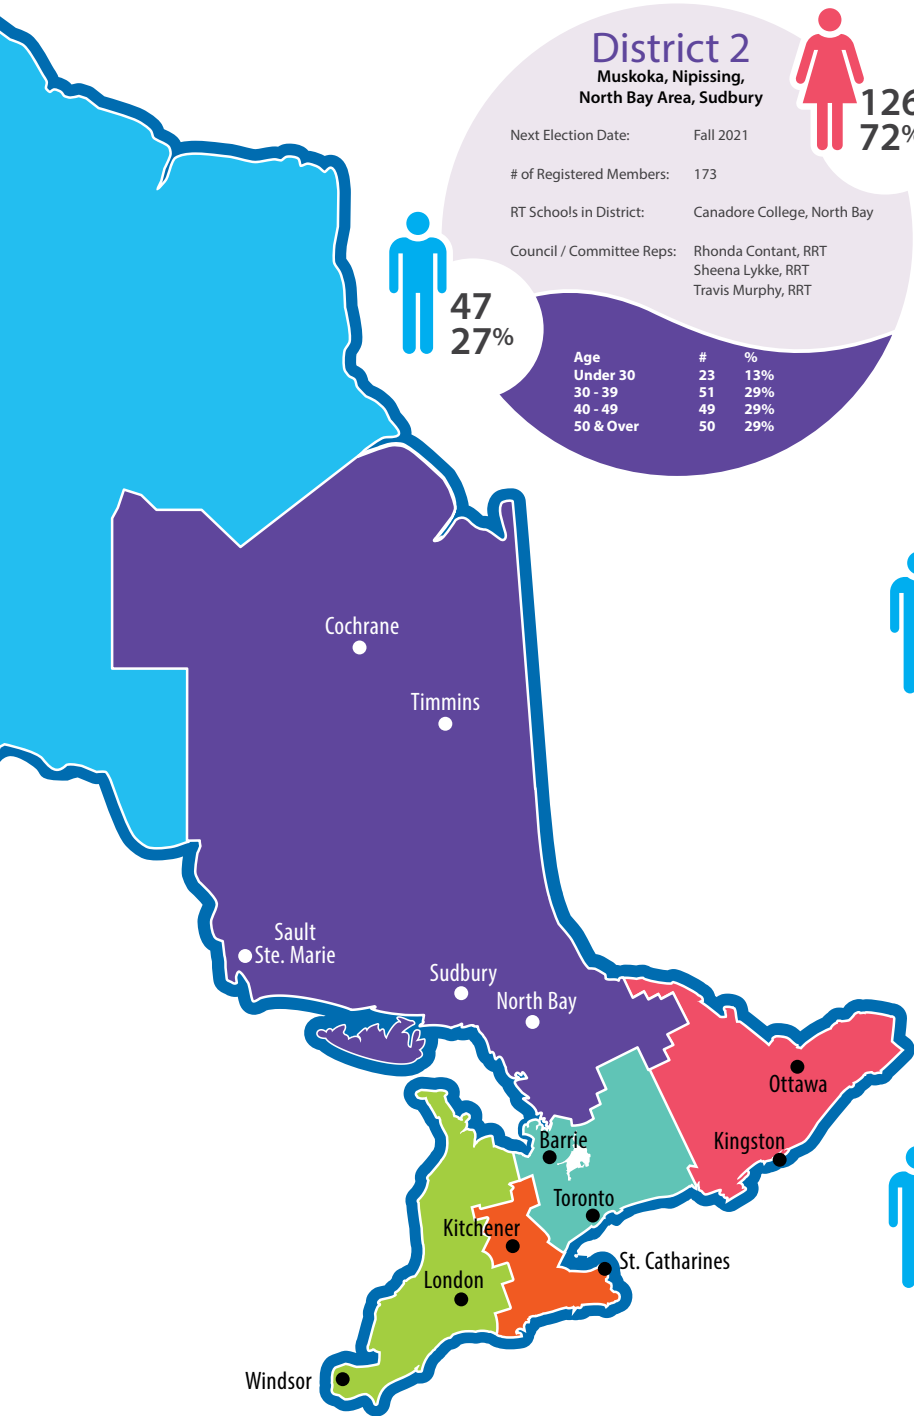 District 2
Muskoka, Nipissing,
North Bay Area, Sudbury
126
72%
Next Election Date: Fall 2021
# of Registered Members: 173
RT Schools in District: Canadore College, North Bay
Council / Committee Reps: Rhonda Contant, RRT
Sheena Lykke, RRT
Travis Murphy, RRT
47
27%
Age # %
Under 30 23 13%
30 - 39 51 29%
40 - 49 49 29%
50 & Over 50 29%
Cochrane
Timmins
Sault
Ste. Marie
Sudbury
North Bay
Ottawa
Barrie
Kingston
Toronto
Kitchener
St. Catharines
London
Windsor